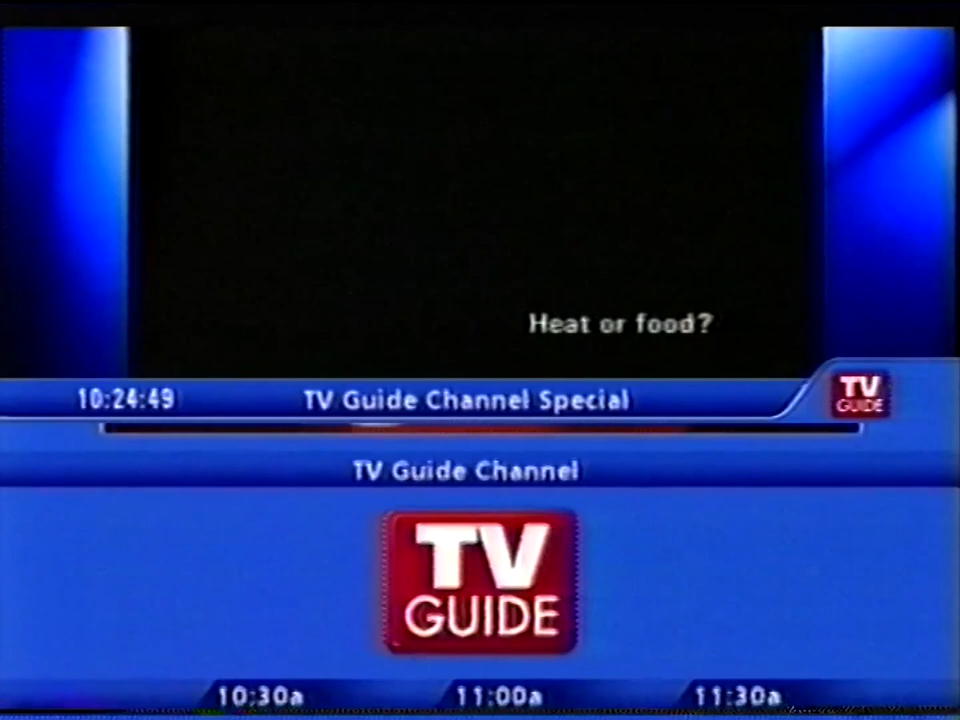 Heat or food?
10:24:49
TV Guide Channel Special
TV
GUIDE
TV Guide Channel
TV
GUIDE
10:30a
11:00a
11:30a